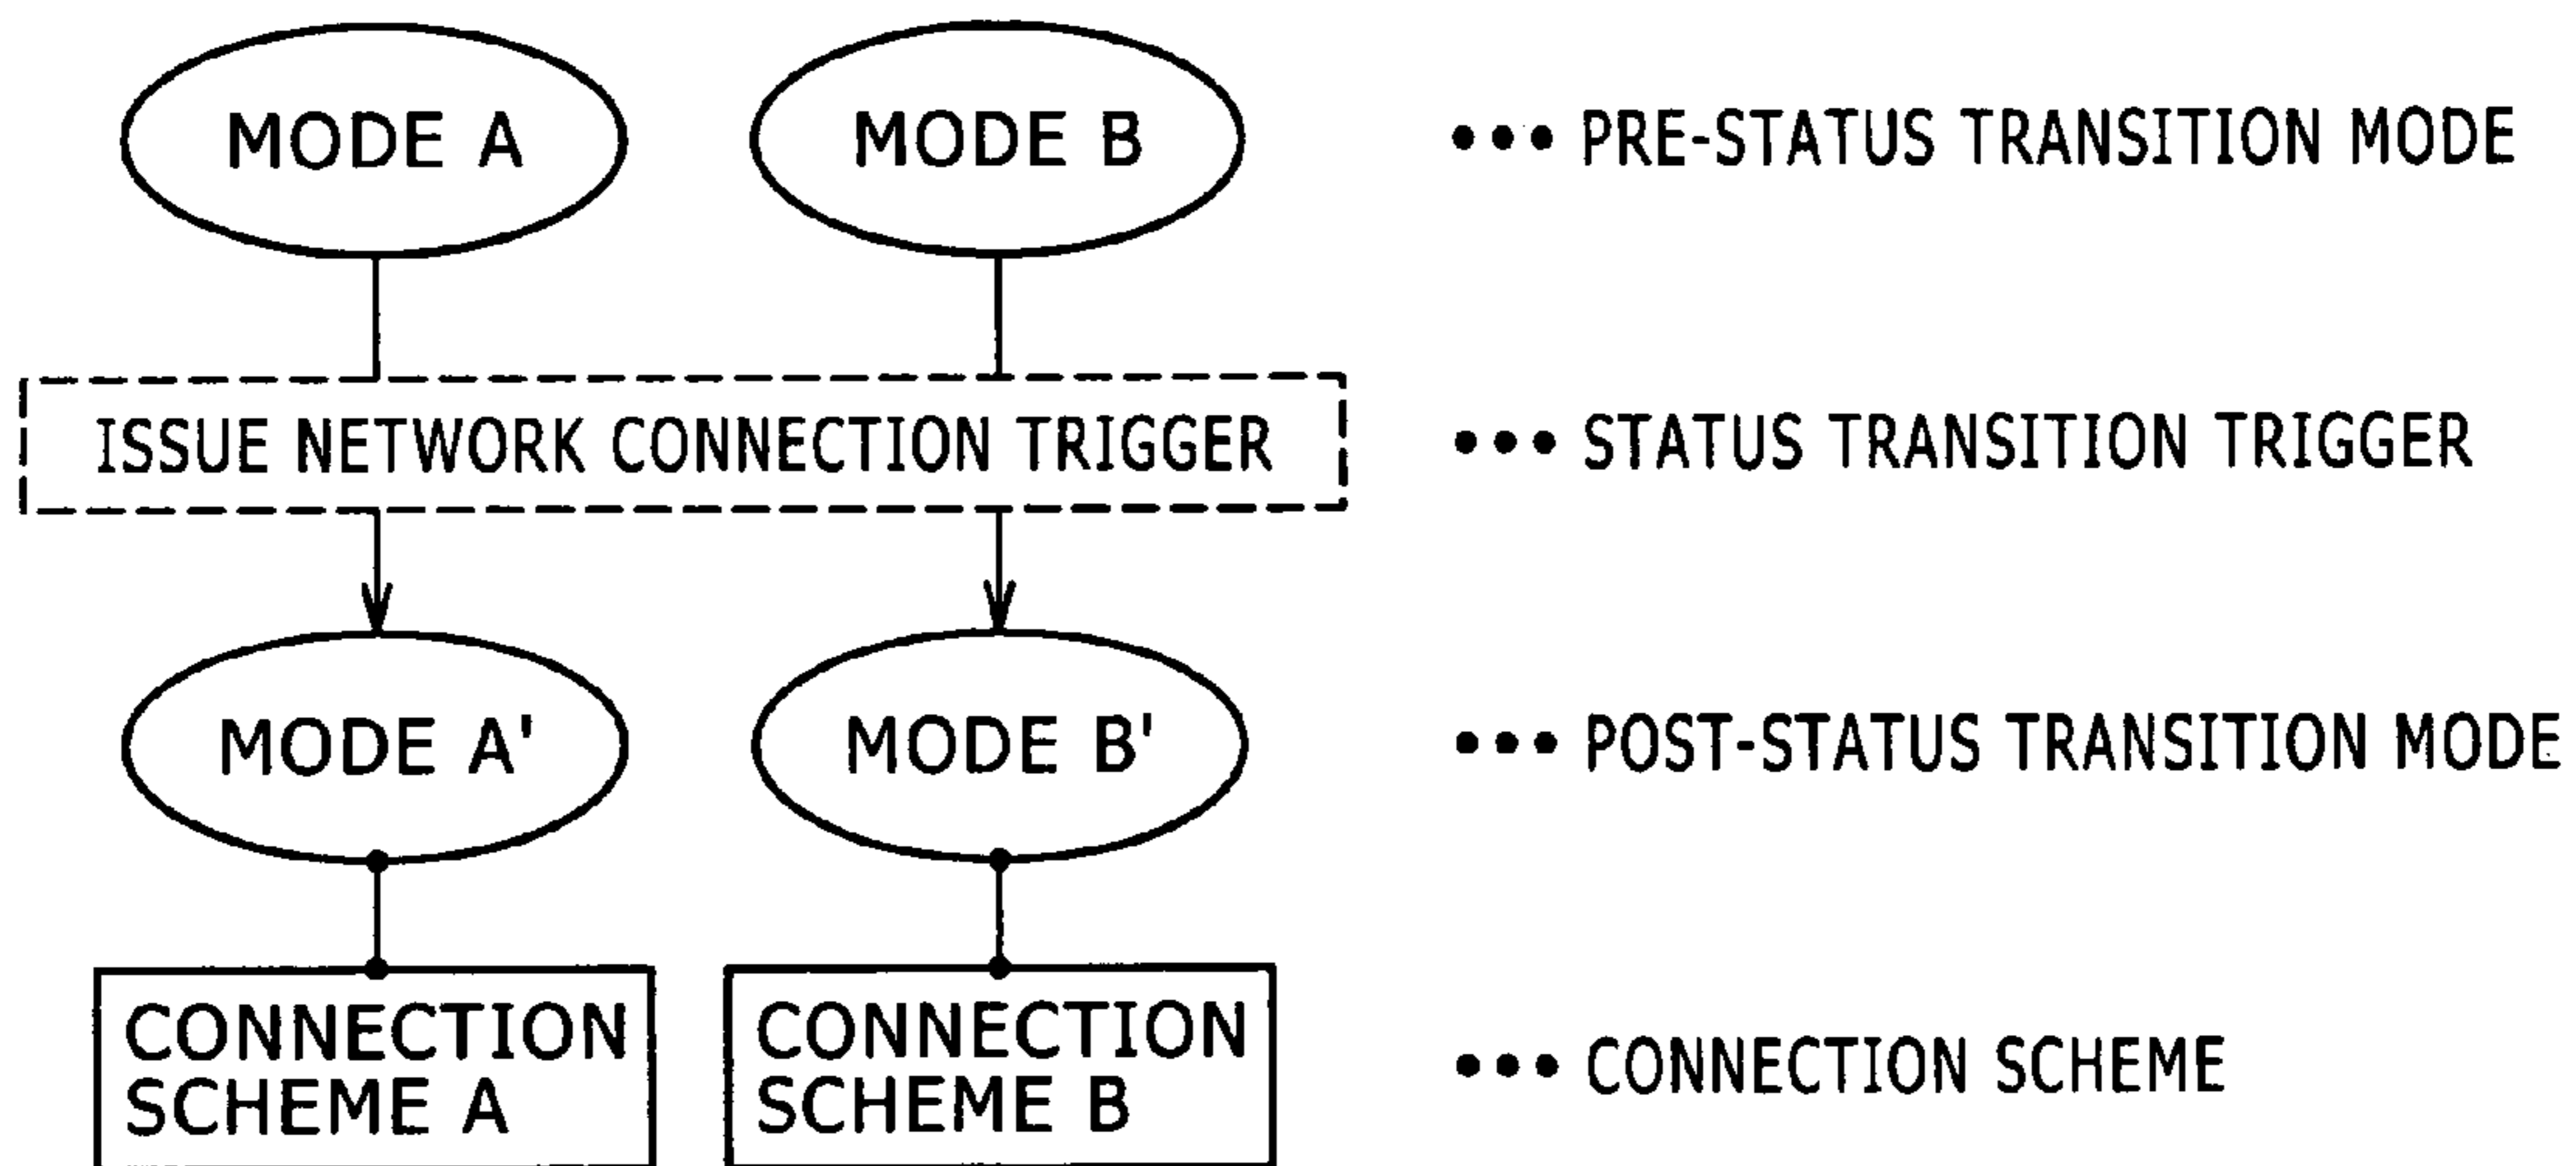 MODE A MODE B ••• PRE-STATUS TRANSITION MODE
ISSUE NETWORK CONNECTION TRIGGER ••• STATUS TRANSITION TRIGGER
MODE A' MODE B' ••• POST-STATUS TRANSITION MODE
CONNECTION SCHEME A
CONNECTION SCHEME B
••• CONNECTION SCHEME